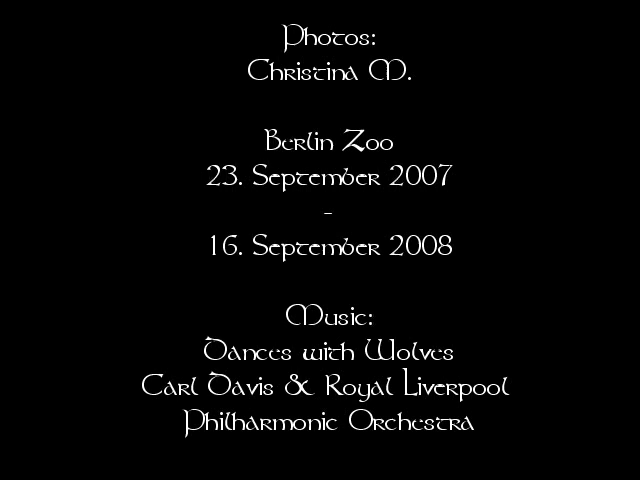 Photos:
Christina M.
Berlin Zoo
23. September 2007
-
16. September 2008
Music:
Dances with Wolves
Carl Davis & Royal Liverpool
Philharmonic Orchestra